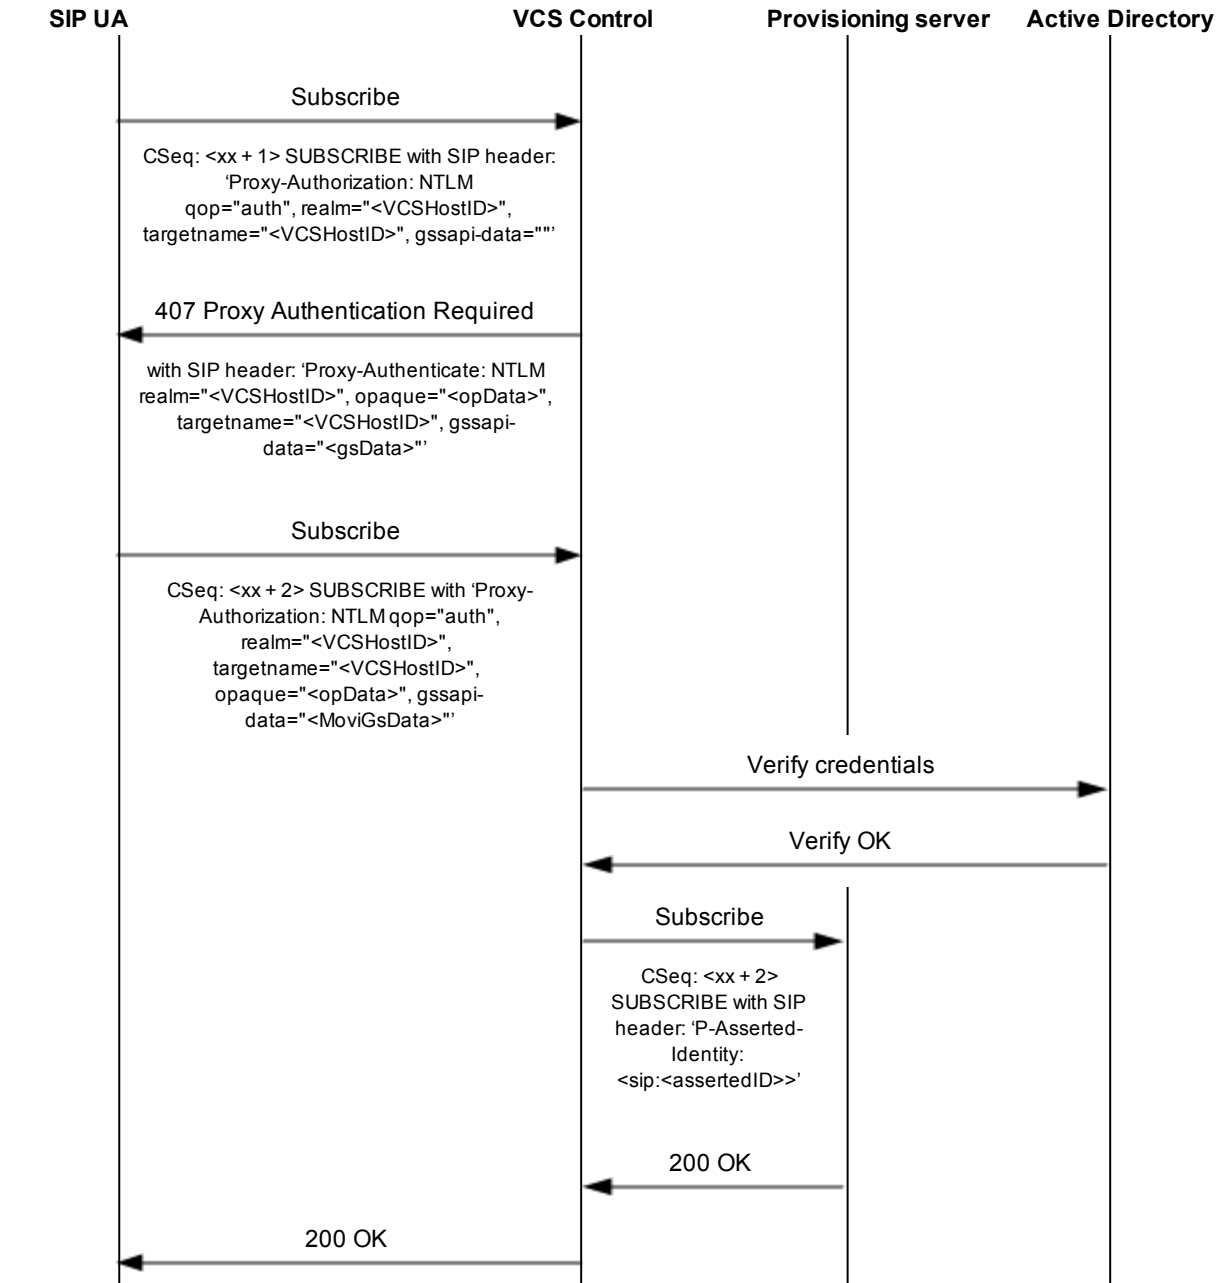 SIP UA
VCS Control
Provisioning server
Active Directory
Subscribe
CSeq: <xx + 1> SUBSCRIBE with SIP header:
‘Proxy-Authorization: NTLM
qop="auth", realm="<VCSHostID>",
targetname="<VCSHostID>", gssapi-data=""’
407 Proxy Authentication Required
with SIP header: ‘Proxy-Authenticate: NTLM
realm="<VCSHostID>", opaque="<opData>",
targetname="<VCSHostID>", gssapi-
data="<gsData>"’
Subscribe
CSeq: <xx + 2> SUBSCRIBE with ‘Proxy-
Authorization: NTLM qop="auth",
realm="<VCSHostID>",
targetname="<VCSHostID>",
opaque="<opData>", gssapi-
data="<MoviGsData>"’
Verify credentials
Verify OK
Subscribe
CSeq: <xx + 2>
SUBSCRIBE with SIP
header: ‘P-Asserted-
Identity:
<sip:<assertedID>>’
200 OK
200 OK